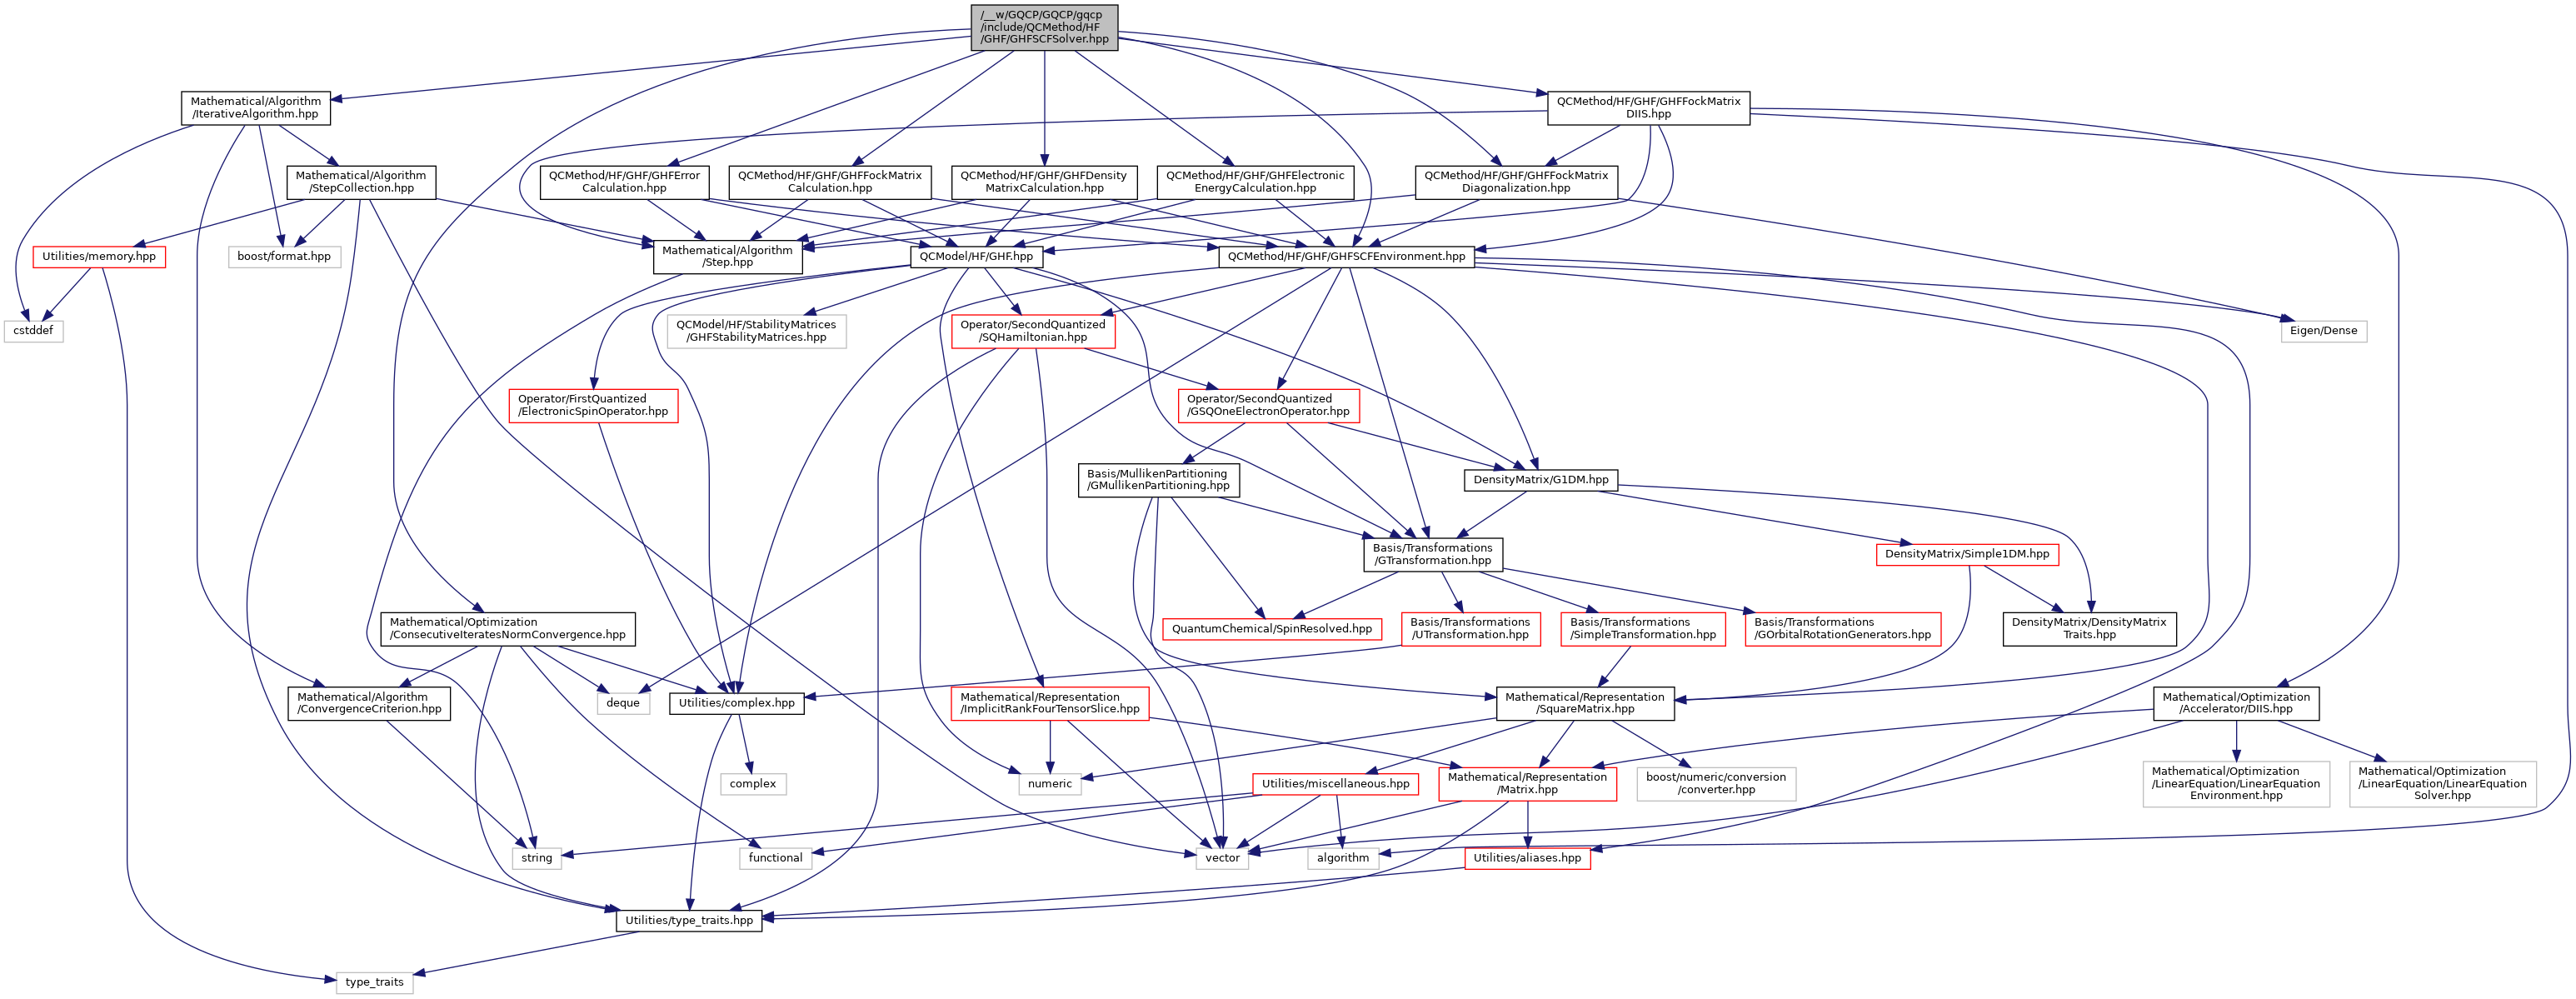 /__w/GQCP/GQCP/gqcp
/include/QCMethod/HF
/GHF/GHFSCFSolver.hpp
Mathematical/Algorithm
/IterativeAlgorithm.hpp
QCMethod/HF/GHF/GHFFockMatrix
DIIS.hpp
Mathematical/Algorithm
/StepCollection.hpp
QCMethod/HF/GHF/GHFError
Calculation.hpp
QCMethod/HF/GHF/GHFFockMatrix
Calculation.hpp
QCMethod/HF/GHF/GHFDensity
MatrixCalculation.hpp
QCMethod/HF/GHF/GHFElectronic
EnergyCalculation.hpp
QCMethod/HF/GHF/GHFFockMatrix
Diagonalization.hpp
Utilities/memory.hpp
boost/format.hpp
Mathematical/Algorithm
/Step.hpp
QCModel/HF/GHF.hpp
QCMethod/HF/GHF/GHFSCFEnvironment.hpp
cstddef
QCModel/HF/StabilityMatrices
/GHFStabilityMatrices.hpp
Operator/SecondQuantized
/SQHamiltonian.hpp
Eigen/Dense
Operator/FirstQuantized
/ElectronicSpinOperator.hpp
Operator/SecondQuantized
/GSQOneElectronOperator.hpp
Basis/MullikenPartitioning
/GMullikenPartitioning.hpp
DensityMatrix/G1DM.hpp
Basis/Transformations
/GTransformation.hpp
DensityMatrix/Simple1DM.hpp
Mathematical/Optimization
/ConsecutiveIteratesNormConvergence.hpp
QuantumChemical/SpinResolved.hpp
Basis/Transformations
/UTransformation.hpp
Basis/Transformations
/SimpleTransformation.hpp
Basis/Transformations
/GOrbitalRotationGenerators.hpp
DensityMatrix/DensityMatrix
Traits.hpp
Mathematical/Algorithm
/ConvergenceCriterion.hpp
deque
Utilities/complex.hpp
Mathematical/Representation
/ImplicitRankFourTensorSlice.hpp
Mathematical/Representation
/SquareMatrix.hpp
Mathematical/Optimization
/Accelerator/DIIS.hpp
complex
numeric
Utilities/miscellaneous.hpp
Mathematical/Representation
/Matrix.hpp
boost/numeric/conversion
/converter.hpp
Mathematical/Optimization
/LinearEquation/LinearEquation
Environment.hpp
Mathematical/Optimization
/LinearEquation/LinearEquation
Solver.hpp
string
functional
vector
algorithm
Utilities/aliases.hpp
Utilities/type_traits.hpp
type_traits